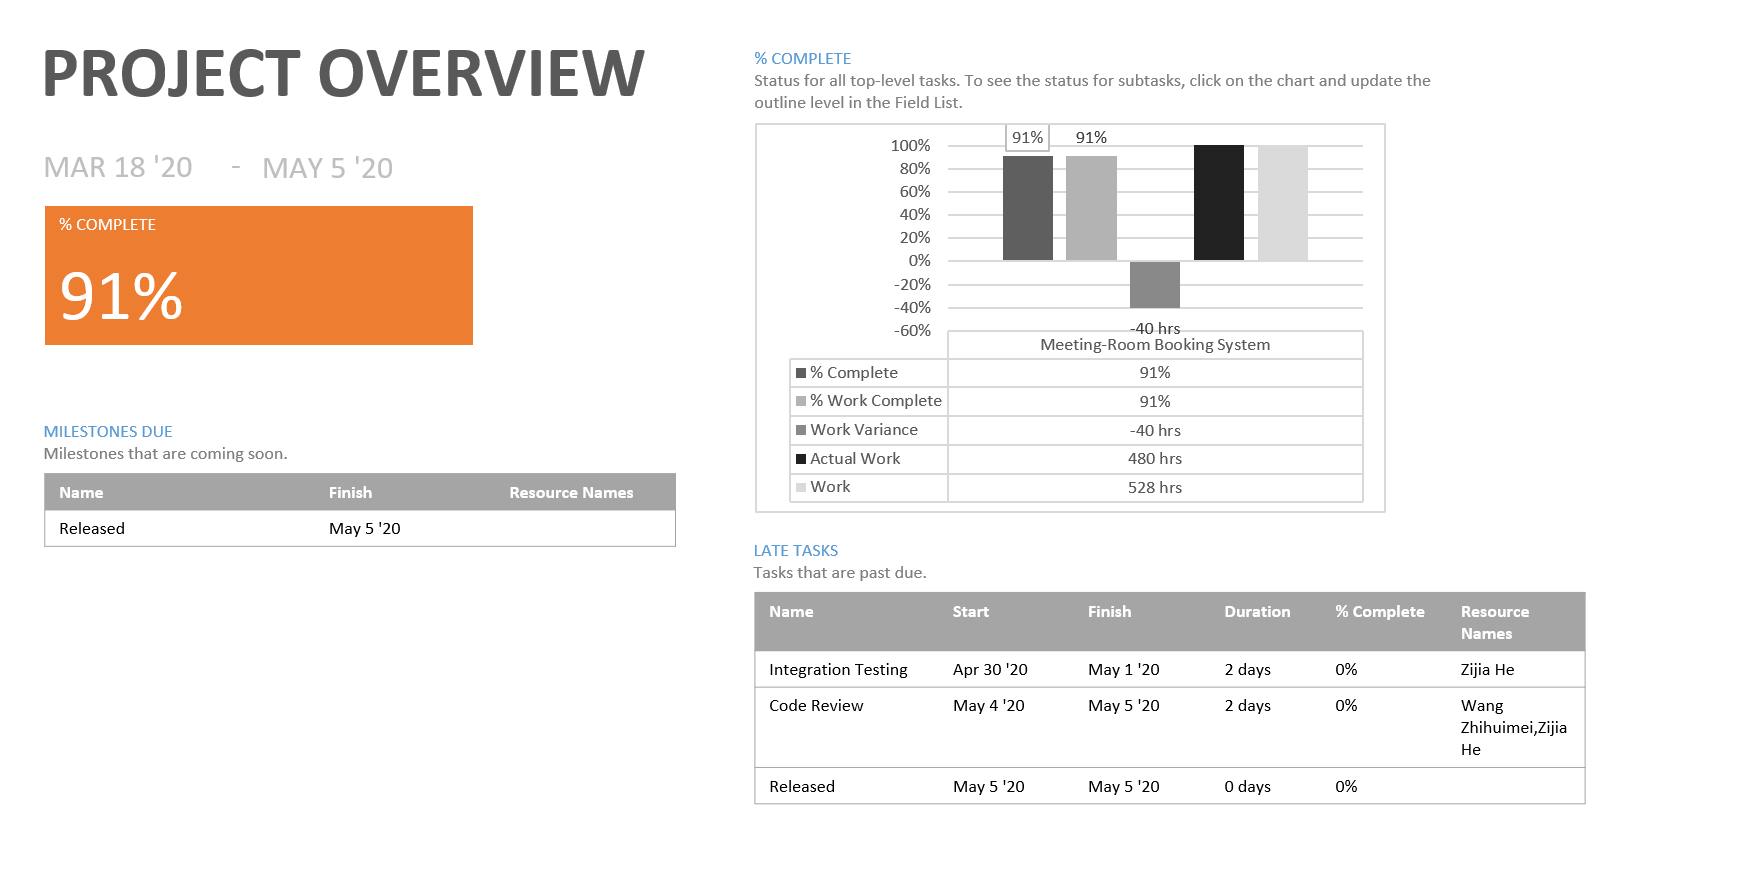 PROJECT OVERVIEW
MAR 18 '20 - MAY 5 '20
% COMPLETE
91%
MILESTONES DUE
Milestones that are coming soon.
Name Finish Resource Names
Released May 5 '20
% COMPLETE
Status for all top-level tasks. To see the status for subtasks, click on the chart and update the
outline level in the Field List.
91% 91%
100%
80%
60%
40%
20%
0%
-20%
-40%
-60%
-40 hrs
Meeting-Room Booking System
% Complete 91%
% Work Complete 91%
Work Variance -40 hrs
Actual Work 480 hrs
Work 528 hrs
LATE TASKS
Tasks that are past due.
Name Start Finish Duration % Complete Resource
Names
Integration Testing Apr 30 '20 May 1 '20 2 days 0% Zijia He
Code Review May 4 '20 May 5 '20 2 days 0% Wang
Zhihuimei,Zijia
He
Released May 5 '20 May 5 '20 0 days 0%